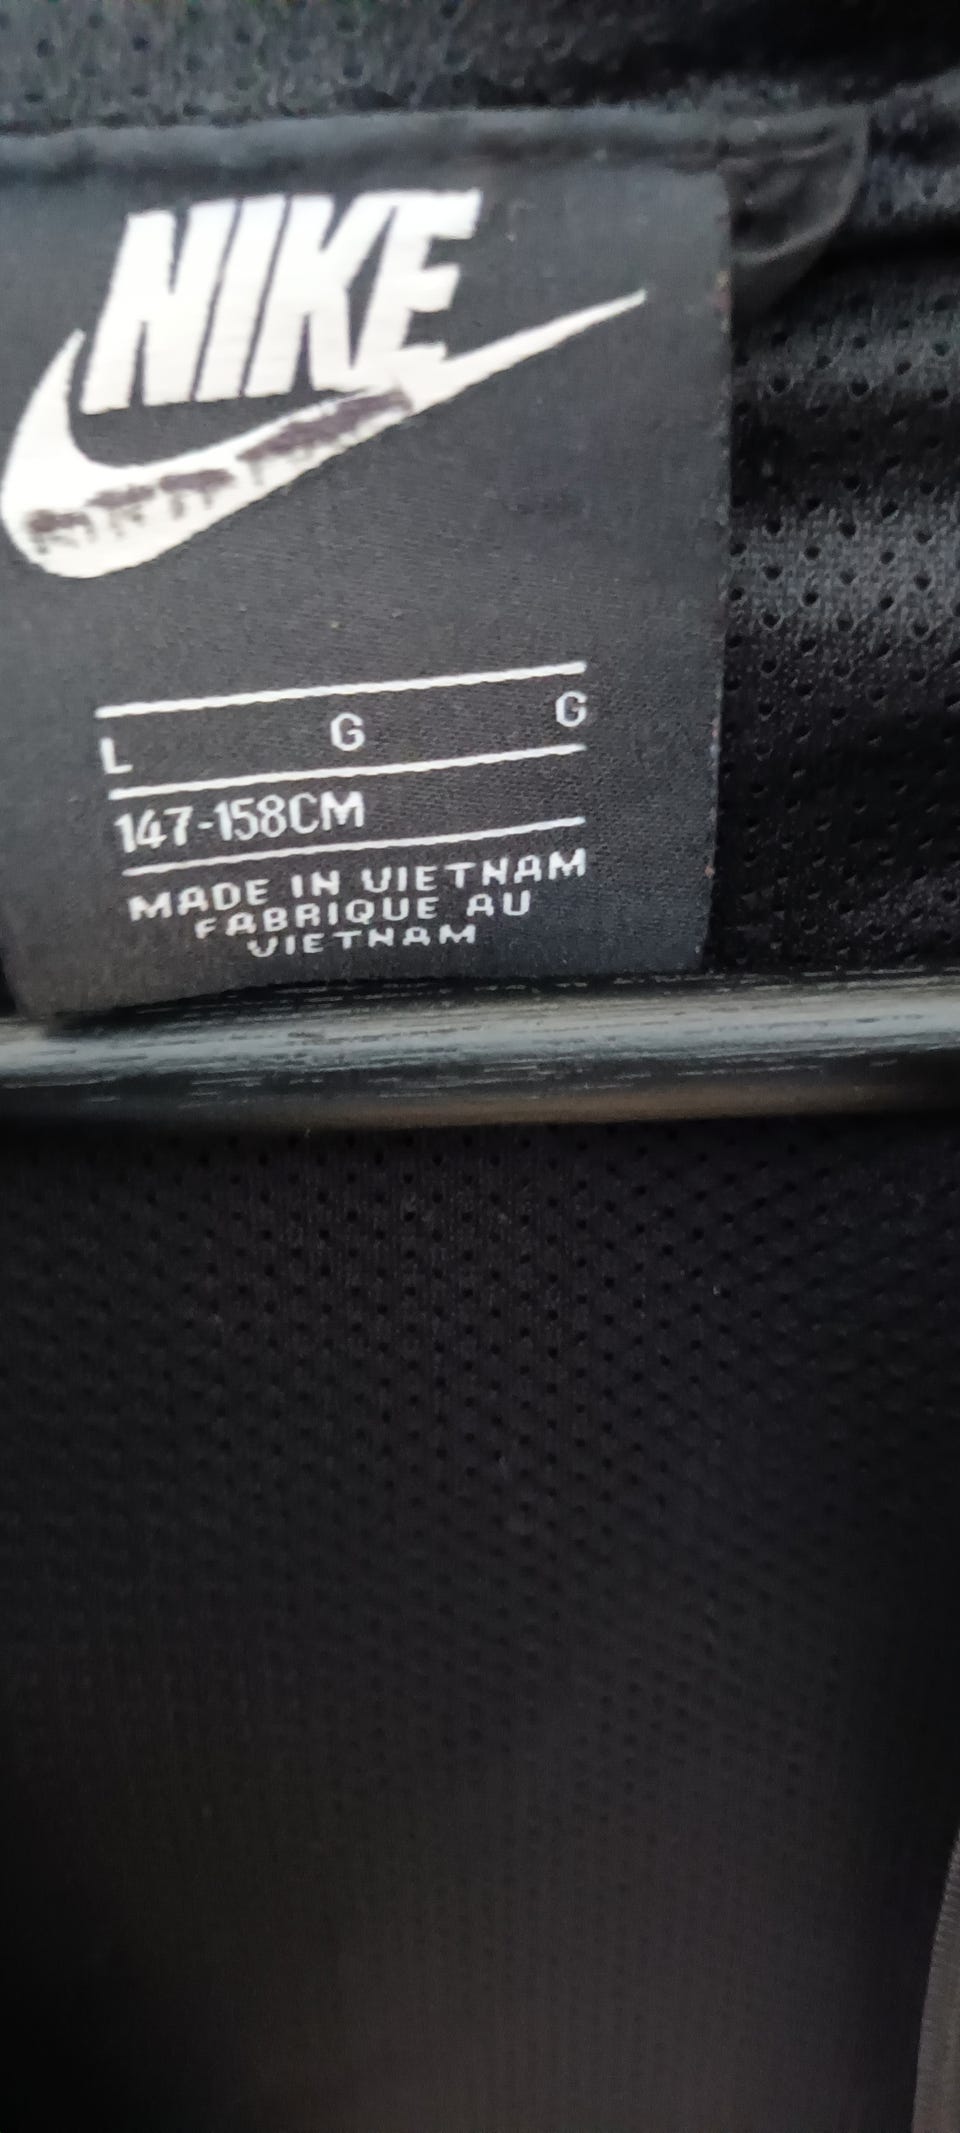 NIKE
L G G
147-158CM
MADE IN VIETNAM
FABRIQUE AU
VIETNAM